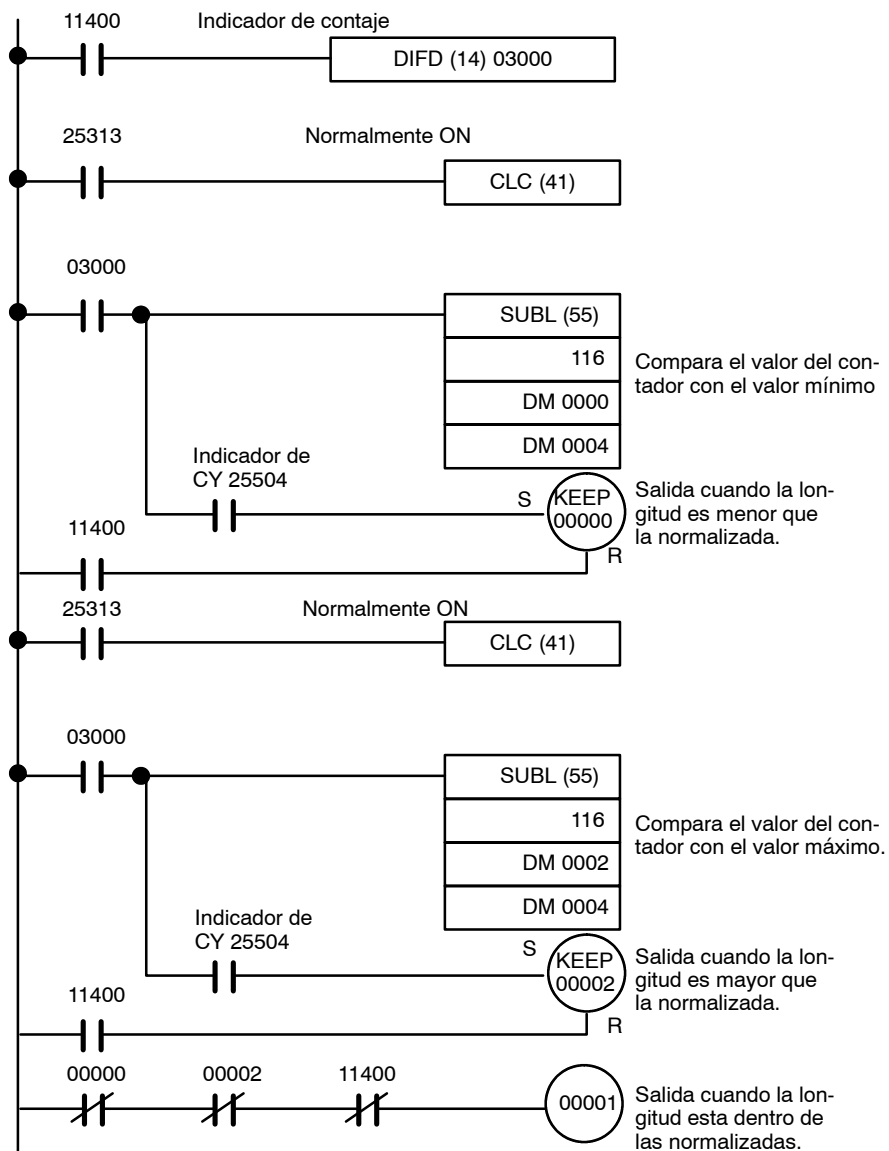 11400 Indicador de contaje
DIFD (14) 03000
25313 Normalmente ON
CLC (41)
03000
SUBL (55)
116
DM 0000
DM 0004
Compara el valor del con-
tador con el valor mínimo
Indicador de
CY 25504
S
KEEP
00000
R
Salida cuando la lon-
gitud es menor que
la normalizada.
11400
25313 Normalmente ON
CLC (41)
03000
SUBL (55)
116
DM 0002
DM 0004
Compara el valor del con-
tador con el valor máximo.
Indicador de
CY 25504
S
KEEP
00002
R
Salida cuando la lon-
gitud es mayor que
la normalizada.
11400
00000 00002 11400
00001
Salida cuando la lon-
gitud esta dentro de
las normalizadas.